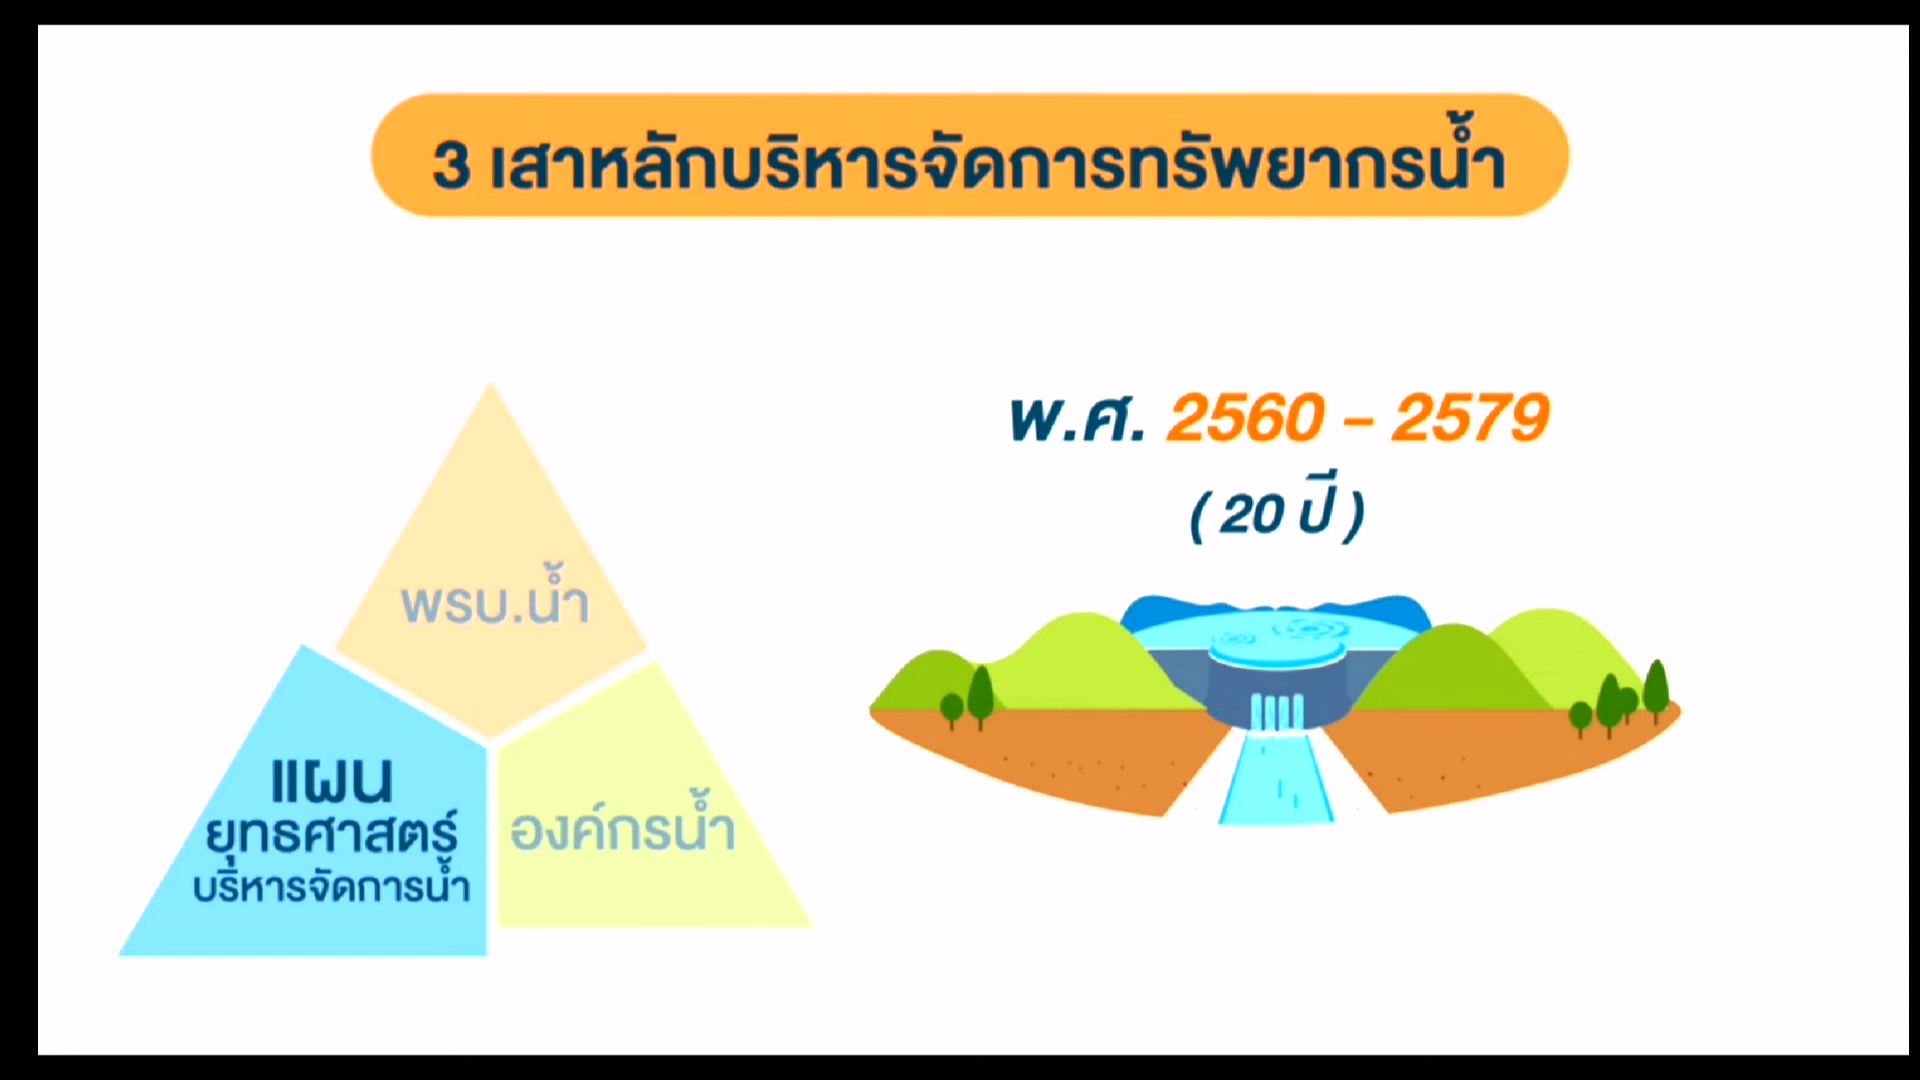 3 เสาหลักบริหารจัดการทรัพยากรน้ำ
พ.ศ. 2560 - 2579
( 20 ปี )
พรบ.น้ำ
แผน
ยุทธศาสตร์
บริหารจัดการน้ำ
องค์กรน้ำ